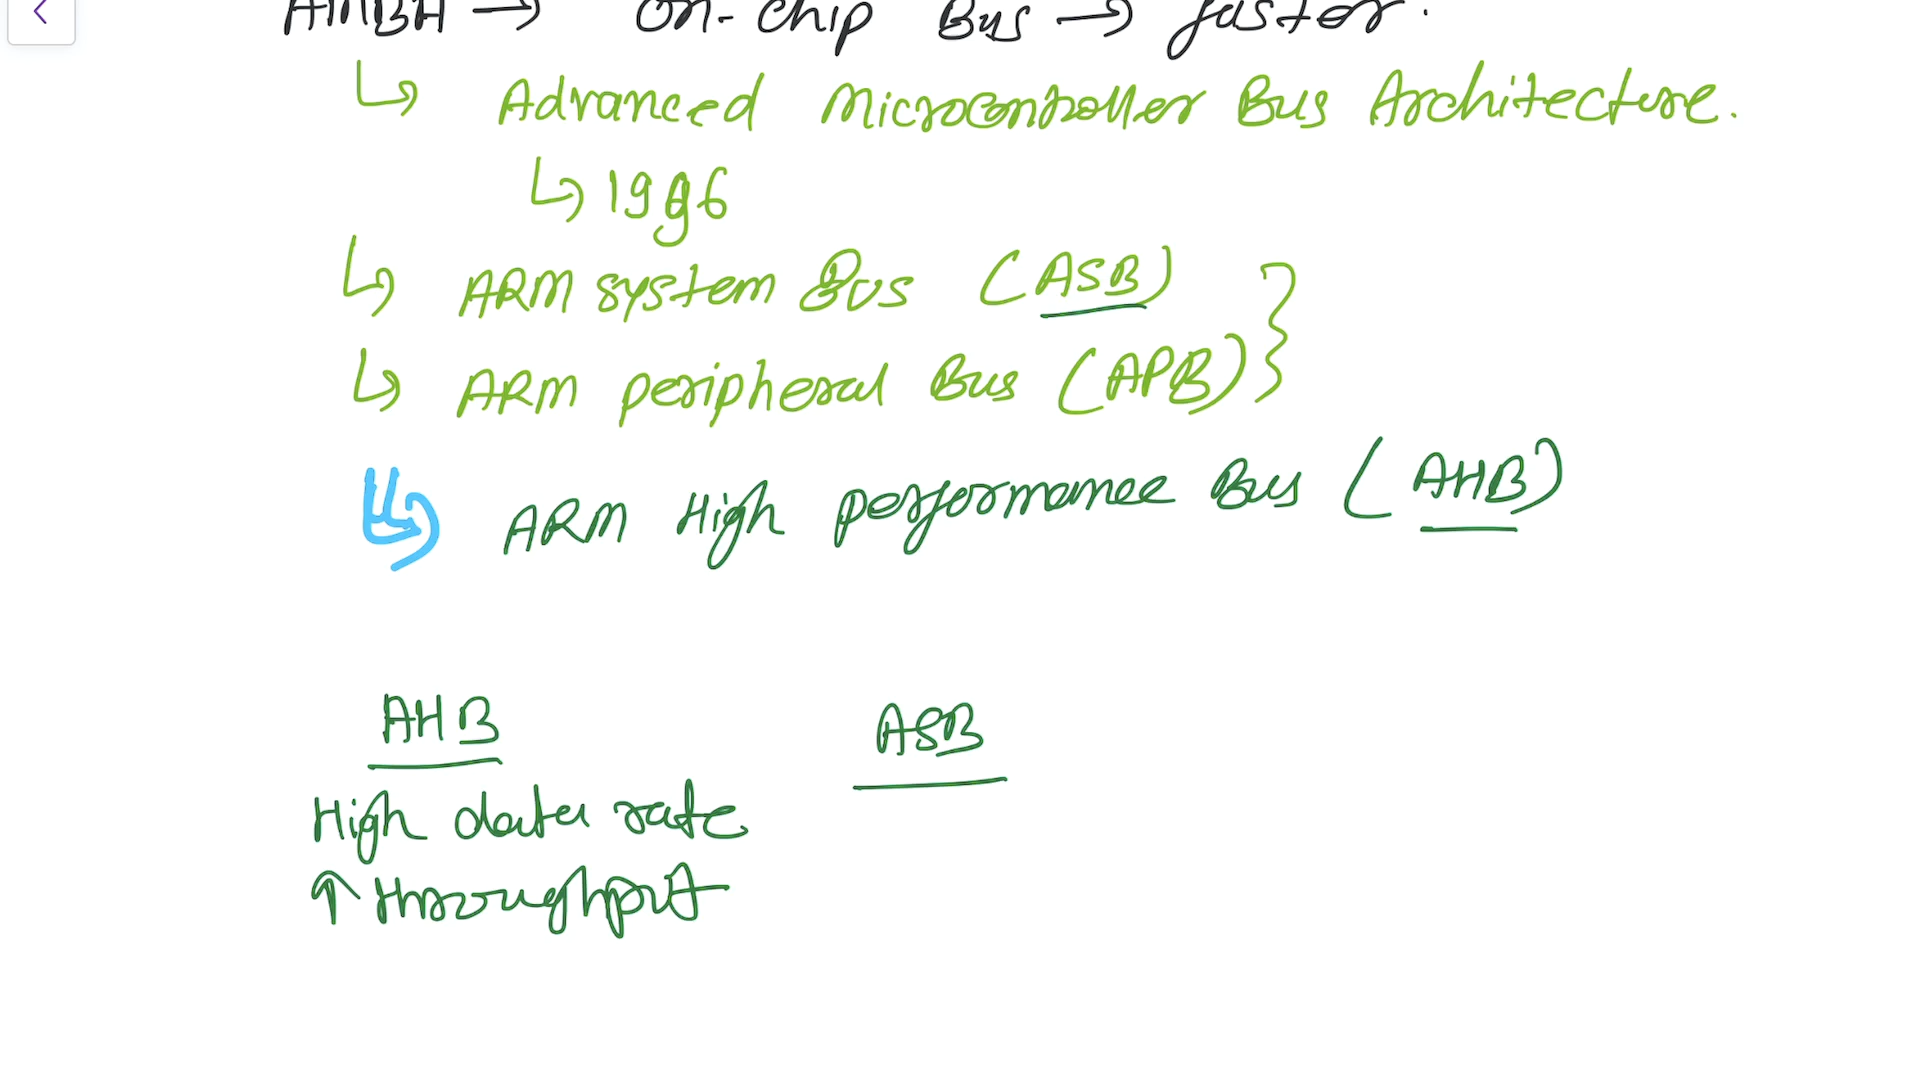 AMBA → on-chip Bus → faster.
↳ Advanced Microcontroller Bus Architecture.
↳ 1996
↳ ARM system Bus (ASB)
↳ ARM peripheral Bus (APB) }
↳ ARM High performance Bus (AHB)
AHB ASB
High data rate
↑ throughput